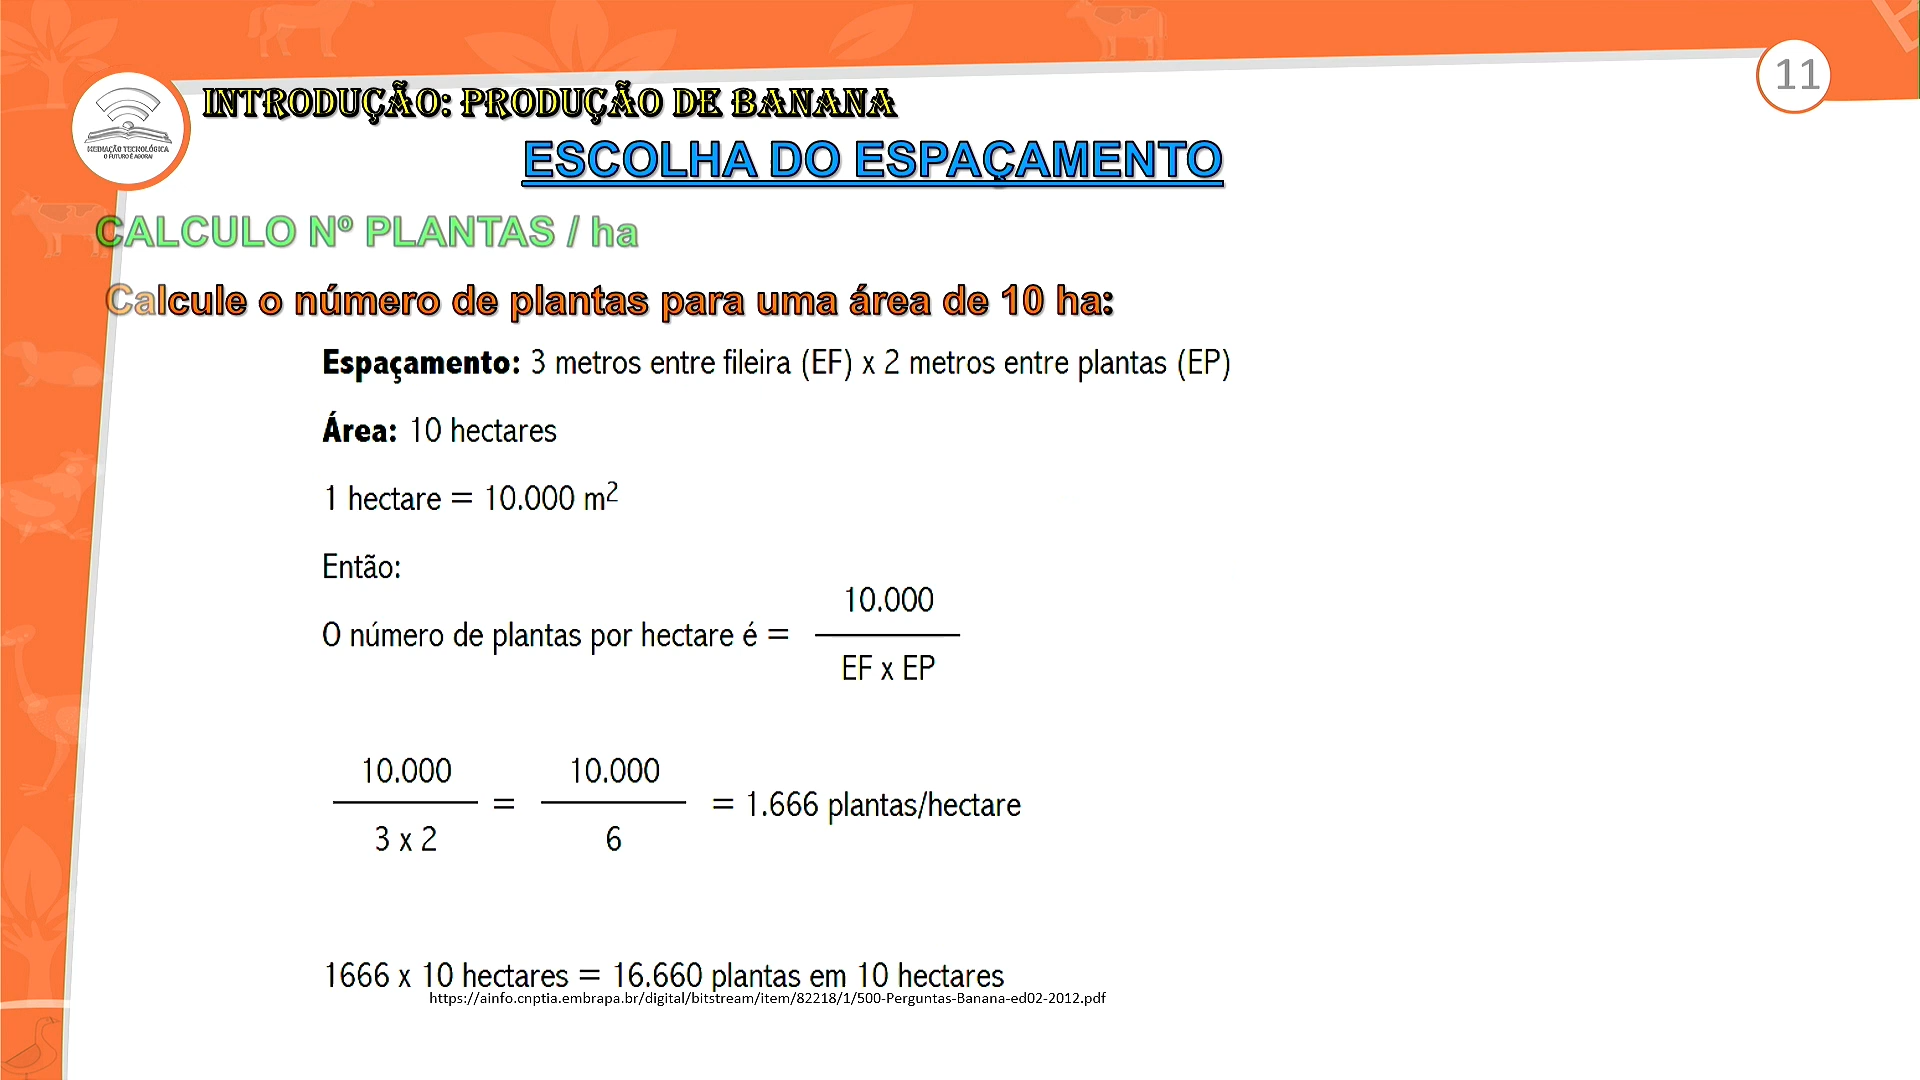 11
MEDIAÇÃO TECNOLÓGICA
O FUTURO É AGORA!
INTRODUÇÃO: PRODUÇÃO DE BANANA
ESCOLHA DO ESPAÇAMENTO
CALCULO Nº PLANTAS / ha
Calcule o número de plantas para uma área de 10 ha:
Espaçamento: 3 metros entre fileira (EF) x 2 metros entre plantas (EP)
Área: 10 hectares
1 hectare = 10.000 m²
Então:
10.000
O número de plantas por hectare é =
EF x EP
10.000 10.000
= = 1.666 plantas/hectare
3 x 2 6
1666 x 10 hectares = 16.660 plantas em 10 hectares
https://ainfo.cnptia.embrapa.br/digital/bitstream/item/82218/1/500-Perguntas-Banana-ed02-2012.pdf